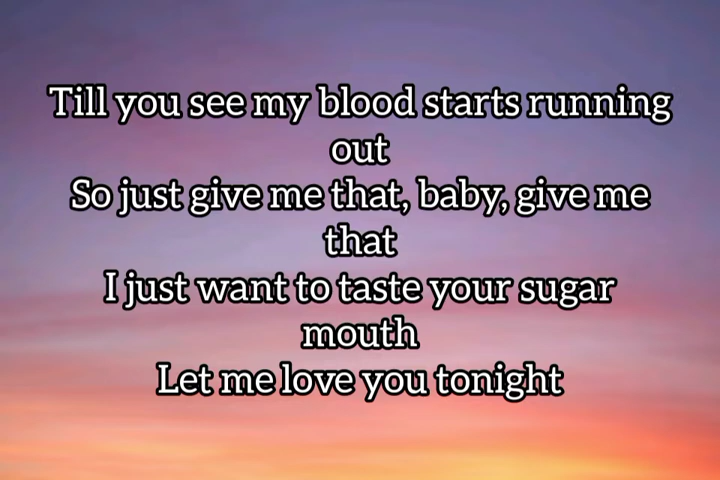 Till you see my blood starts running
out
So just give me that, baby, give me
that
I just want to taste your sugar
mouth
Let me love you tonight